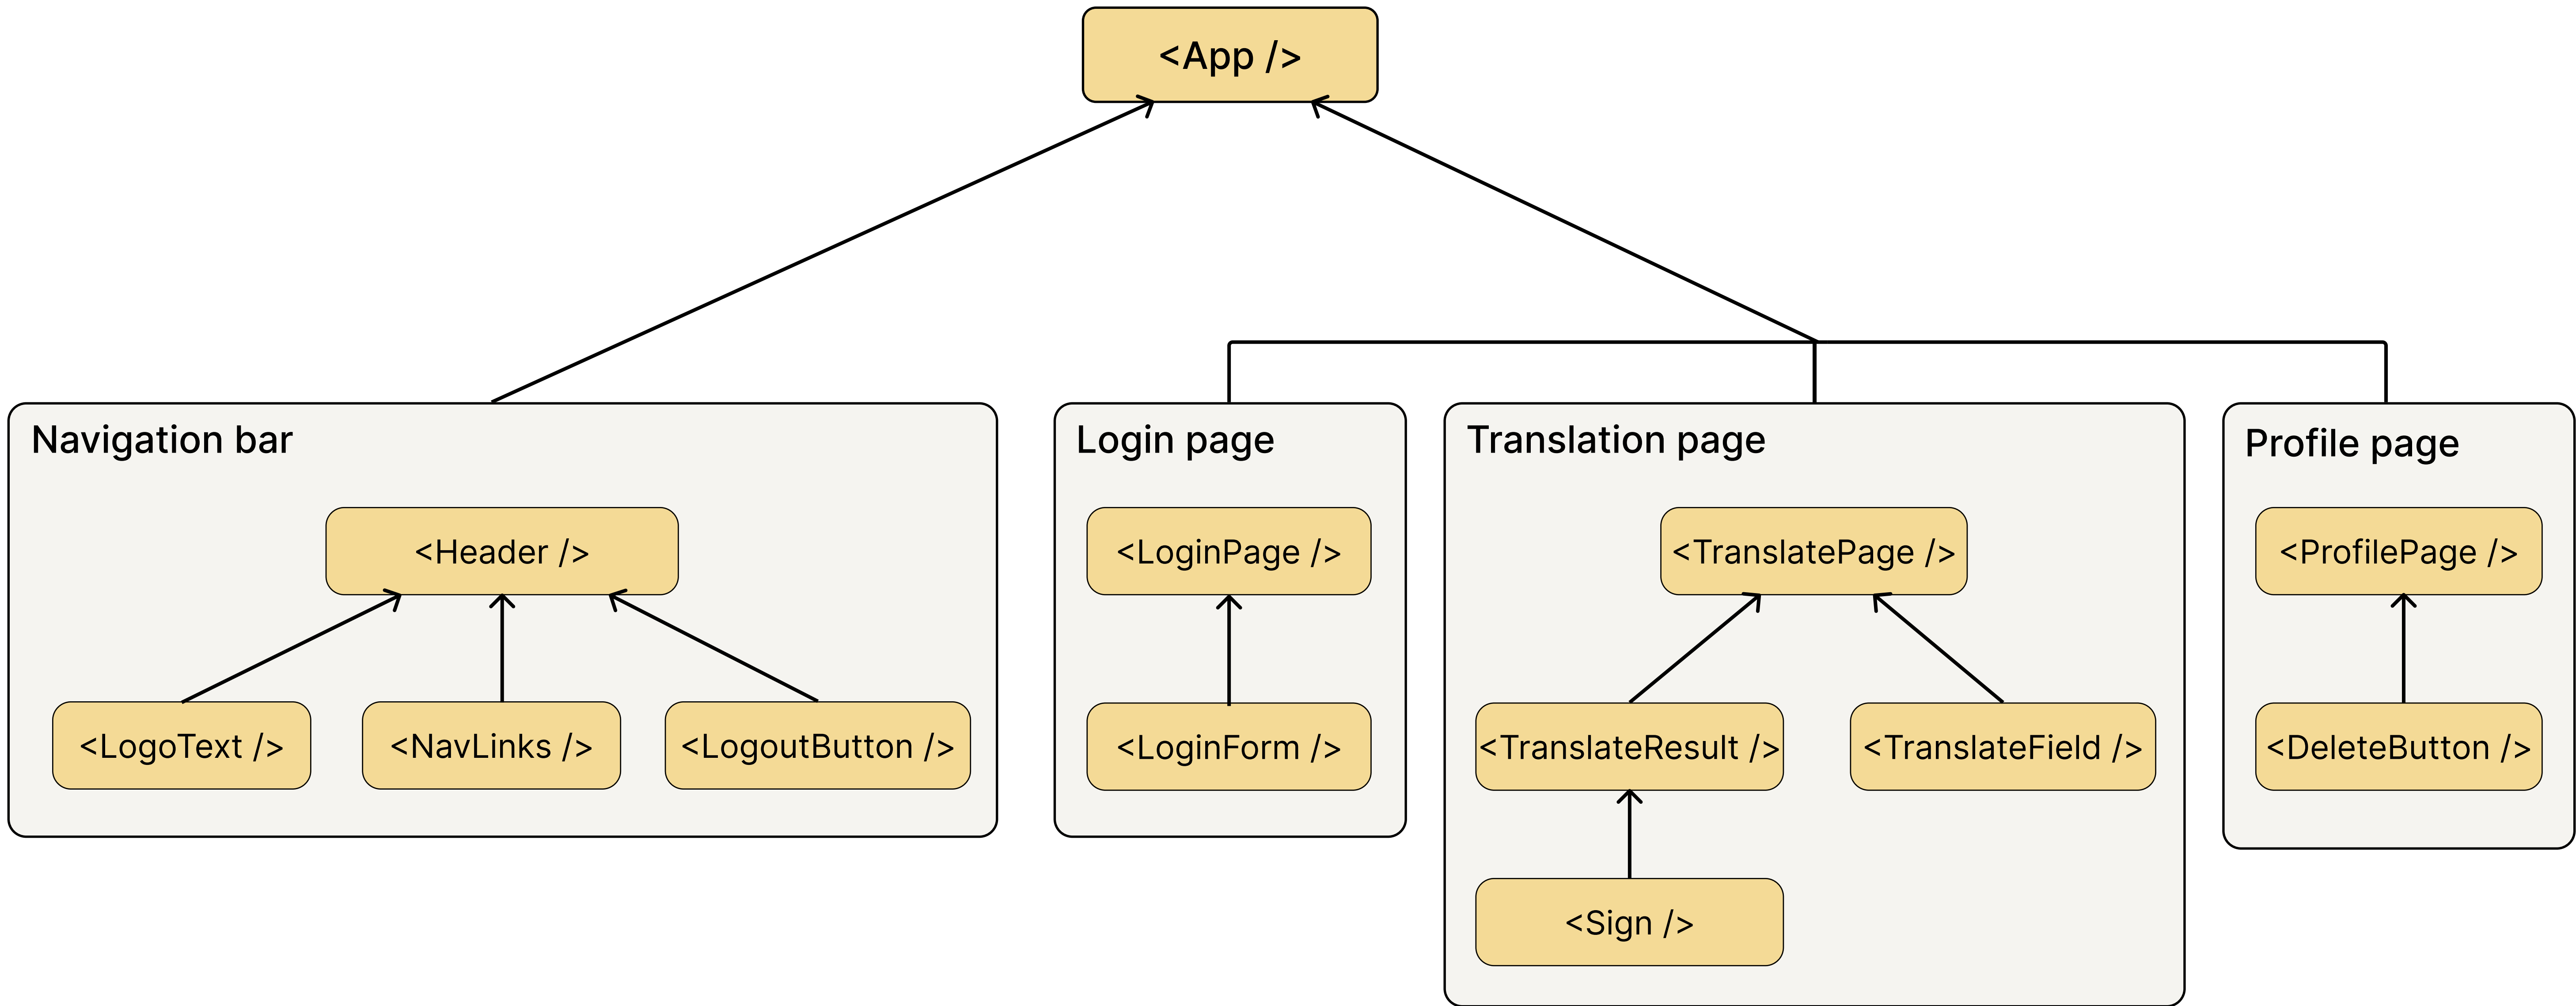 <App />
Navigation bar
Login page
Translation page
Profile page
<Header />
<LoginPage />
<TranslatePage />
<ProfilePage />
<LogoText />
<NavLinks />
<LogoutButton />
<LoginForm />
<TranslateResult />
<TranslateField />
<DeleteButton />
<Sign />